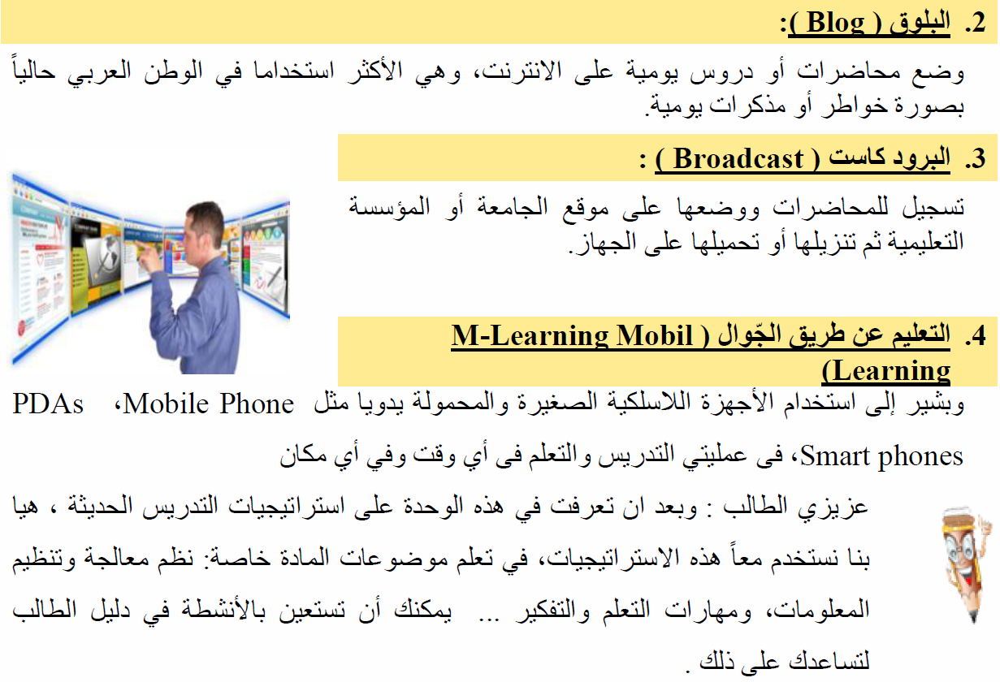 2. البلوق ( Blog ):
وضع محاضرات أو دروس يومية على الانترنت، وهي الأكثر استخداما في الوطن العربي حالياً
بصورة خواطر أو مذكرات يومية.
3. البرود كاست ( Broadcast ) :
تسجيل للمحاضرات ووضعها على موقع الجامعة أو المؤسسة
التعليمية ثم تنزيلها أو تحميلها على الجهاز.
4. التعليم عن طريق الجّوال ( M-Learning Mobil
Learning)
وبشير إلى استخدام الأجهزة اللاسلكية الصغيرة والمحمولة يدويا مثل Mobile Phone، PDAs
Smart phones، فى عمليتي التدريس والتعلم فى أي وقت وفي أي مكان
عزيزي الطالب : وبعد ان تعرفت في هذه الوحدة على استراتيجيات التدريس الحديثة ، هيا
بنا نستخدم معاً هذه الاستراتيجيات، في تعلم موضوعات المادة خاصة: نظم معالجة وتنظيم
المعلومات، ومهارات التعلم والتفكير ... يمكنك أن تستعين بالأنشطة في دليل الطالب
لتساعدك على ذلك .